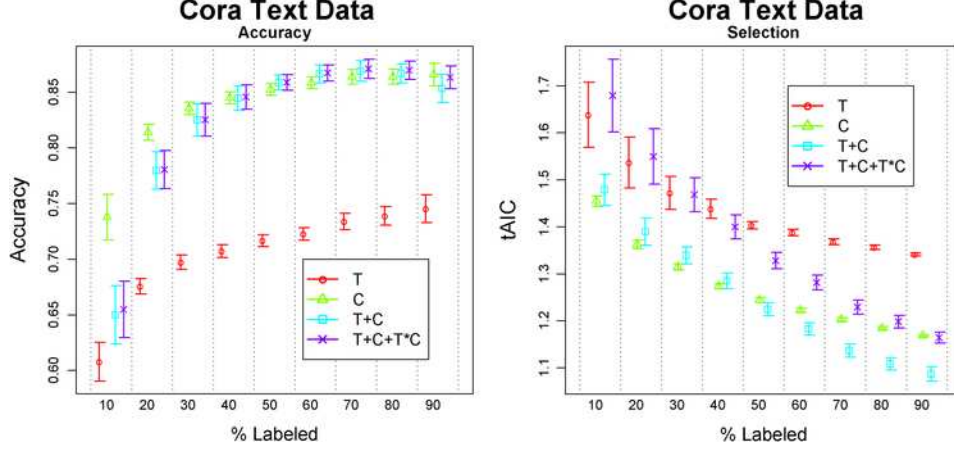 Cora Text Data
Accuracy
Accuracy
0.85
0.80
0.75
0.70
0.65
0.60
T
C
T+C
T+C+T*C
10 20 30 40 50 60 70 80 90
% Labeled
Cora Text Data
Selection
tAIC
1.7
1.6
1.5
1.4
1.3
1.2
1.1
T
C
T+C
T+C+T*C
10 20 30 40 50 60 70 80 90
% Labeled